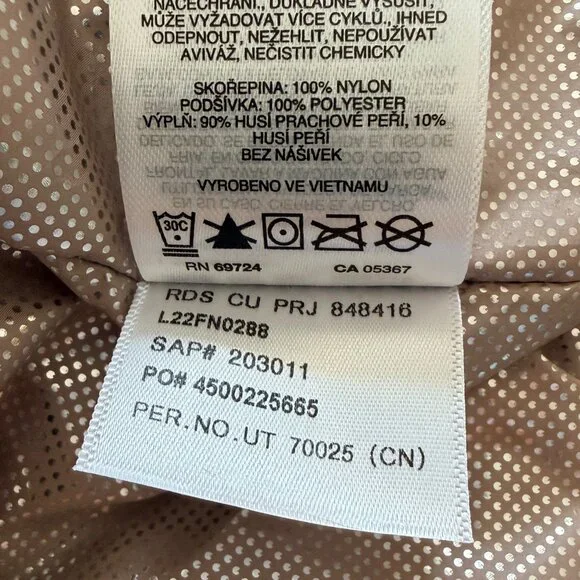 NAČECHRÁNÍ, DŮKLADNĚ VYSUŠIT,
MŮŽE VYŽADOVAT VÍCE CYKLŮ., IHNED
ODEPNOUT, NEŽEHLIT, NEPOUŽÍVAT
AVIVÁŽ, NEČISTIT CHEMICKY
SKOŘEPINA: 100% NYLON
PODŠÍVKA: 100% POLYESTER
VÝPLŇ: 90% HUSÍ PRACHOVÉ PEŘÍ, 10%
HUSÍ PEŘÍ
BEZ NÁŠIVEK
VYROBENO VE VIETNAMU
30C
RN 69724 CA 05367
RDS CU PRJ 848416
L22FN0288
SAP# 203011
PO# 4500225665
PER.NO.UT 70025 (CN)